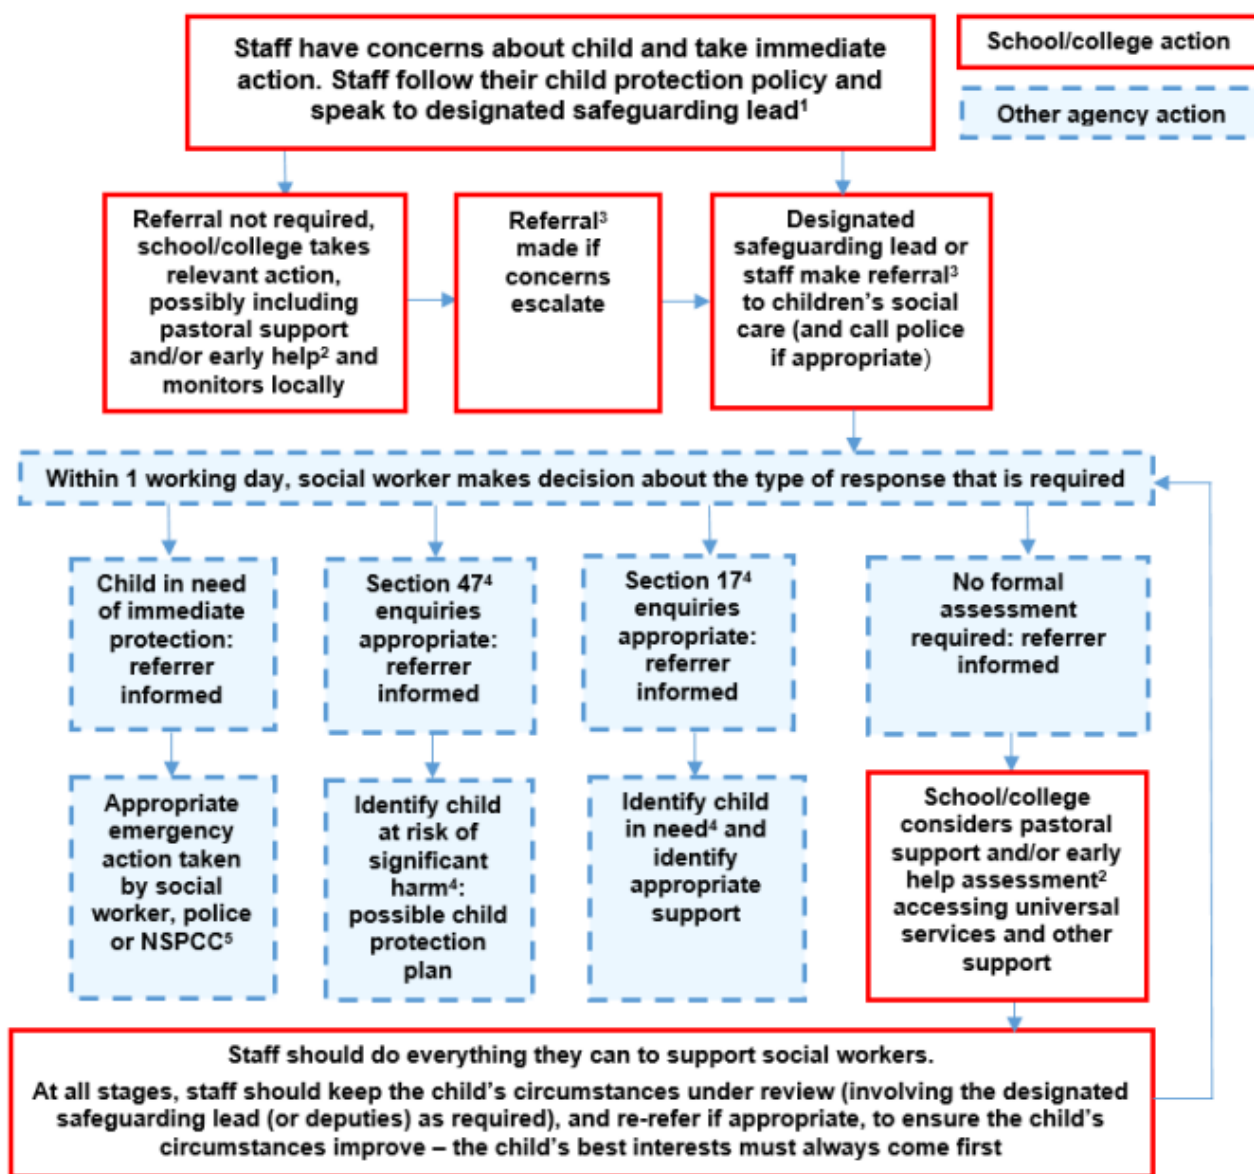 Staff have concerns about child and take immediate
action. Staff follow their child protection policy and
speak to designated safeguarding lead¹
School/college action
Other agency action
Referral not required,
school/college takes
relevant action,
possibly including
pastoral support
and/or early help² and
monitors locally
Referral³
made if
concerns
escalate
Designated
safeguarding lead or
staff make referral³
to children’s social
care (and call police
if appropriate)
Within 1 working day, social worker makes decision about the type of response that is required
Child in need
of immediate
protection:
referrer
informed
Section 47⁴
enquiries
appropriate:
referrer
informed
Section 17⁴
enquiries
appropriate:
referrer
informed
No formal
assessment
required: referrer
informed
Appropriate
emergency
action taken
by social
worker, police
or NSPCC⁵
Identify child
at risk of
significant
harm⁴:
possible child
protection
plan
Identify child
in need⁴ and
identify
appropriate
support
School/college
considers pastoral
support and/or early
help assessment²
accessing universal
services and other
support
Staff should do everything they can to support social workers.
At all stages, staff should keep the child’s circumstances under review (involving the designated
safeguarding lead (or deputies) as required), and re-refer if appropriate, to ensure the child’s
circumstances improve – the child’s best interests must always come first